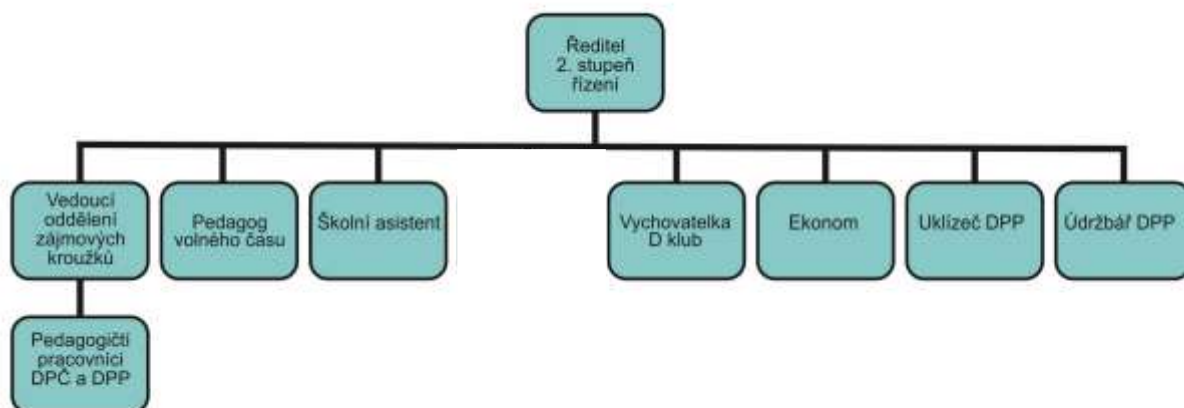 Ředitel
2. stupeň
řízení
Vedoucí
oddělení
zájmových
kroužků
Pedagog
volného času
Školní asistent
Vychovatelka
D klub
Ekonom
Uklízeč DPP
Údržbář DPP
Pedagogičtí
pracovníci
DPČ a DPP